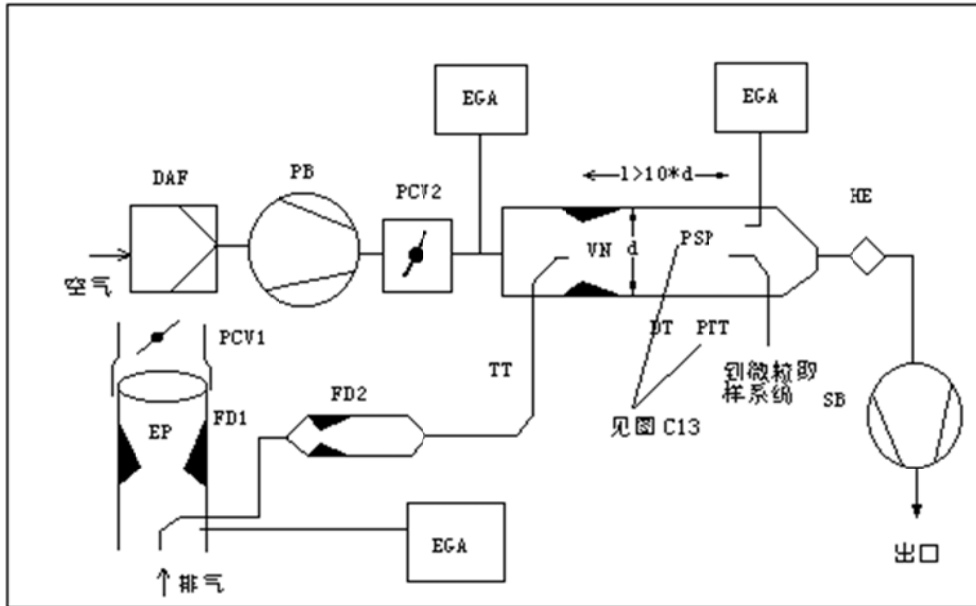 EGA
EGA
l>10*d
DAF
PB
PCV2
HE
VN
d
PSP
空气
PCV1
DT
PTT
TT
到微粒取
样系统
FD2
SB
EP
FD1
见图 C13
EGA
出口
排气